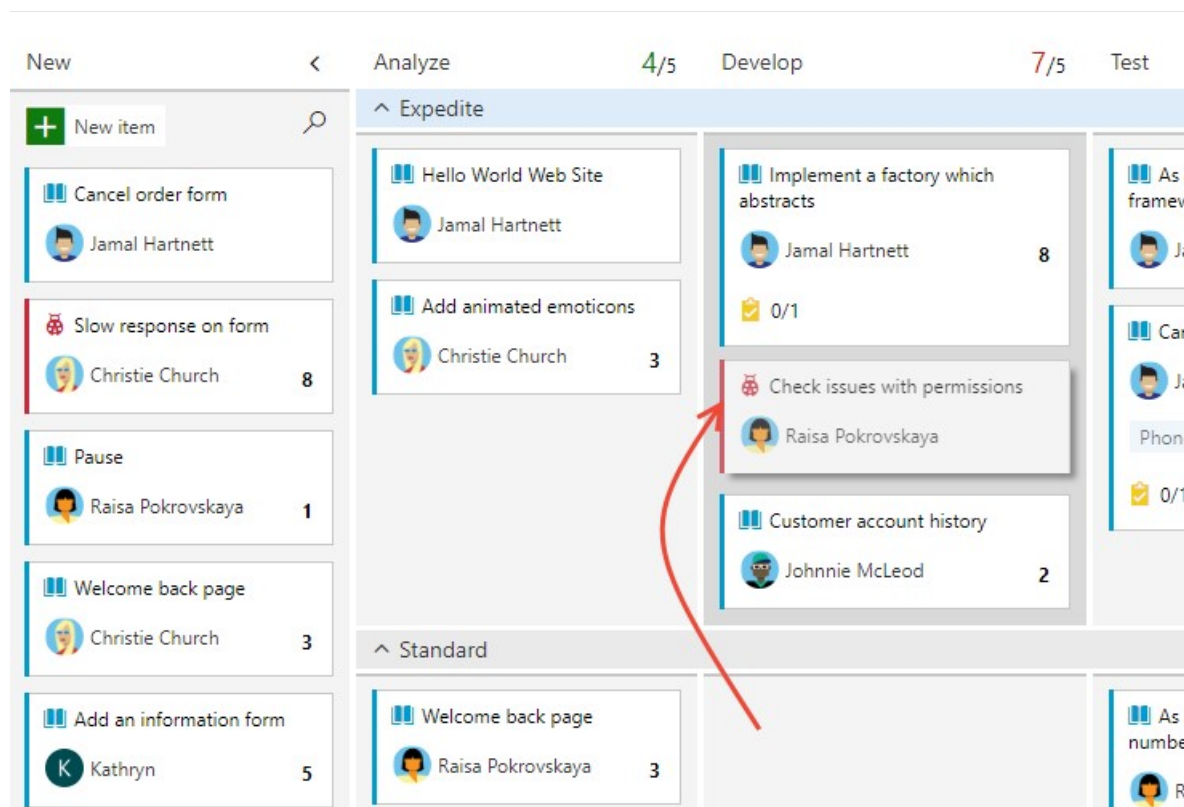 New
Analyze
4/5
Develop
7/5
Test
New item
Cancel order form
Jamal Hartnett
Slow response on form
Christie Church
8
Pause
Raisa Pokrovskaya
1
Welcome back page
Christie Church
3
Add an information form
K
Kathryn
5
Expedite
Hello World Web Site
Jamal Hartnett
Add animated emoticons
Christie Church
3
Implement a factory which
abstracts
Jamal Hartnett
8
0/1
Check issues with permissions
Raisa Pokrovskaya
Customer account history
Johnnie McLeod
2
As
Standard
Welcome back page
Raisa Pokrovskaya
3
As